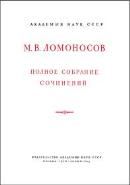 АКАДЕМИЯ НАУК СССР
М. В. ЛОМОНОСОВ
ПОЛНОЕ СОБРАНИЕ
СОЧИНЕНИЙ
ИЗДАТЕЛЬСТВО АКАДЕМИИ НАУК СССР